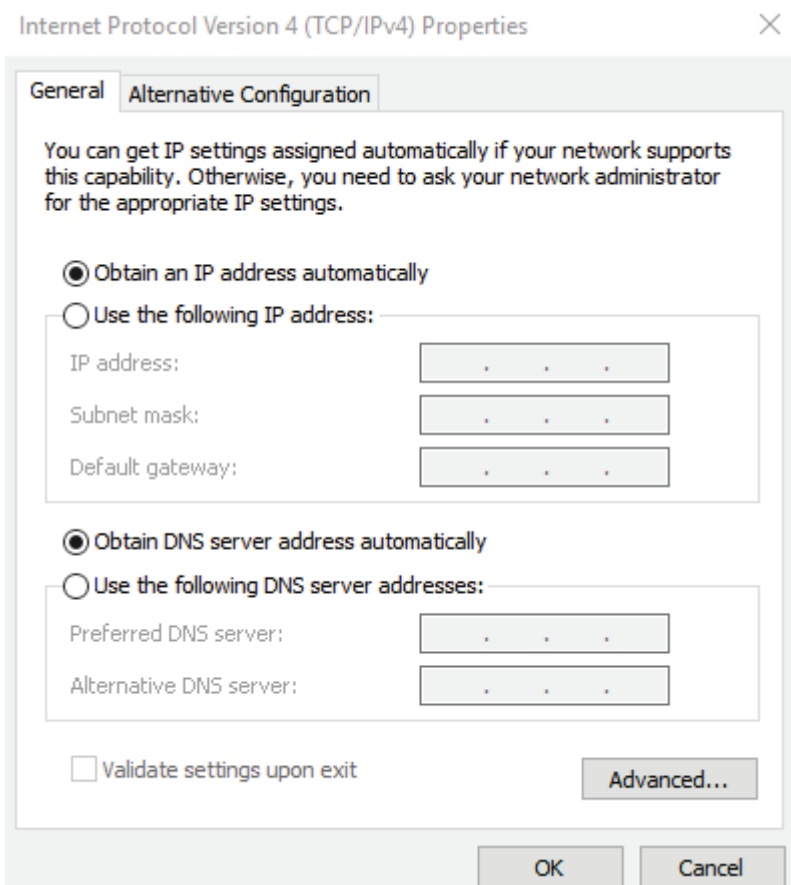 Internet Protocol Version 4 (TCP/IPv4) Properties
General
Alternative Configuration
You can get IP settings assigned automatically if your network supports
this capability. Otherwise, you need to ask your network administrator
for the appropriate IP settings.
Obtain an IP address automatically
Use the following IP address:
IP address:
Subnet mask:
Default gateway:
Obtain DNS server address automatically
Use the following DNS server addresses:
Preferred DNS server:
Alternative DNS server:
Validate settings upon exit
Advanced...
OK
Cancel